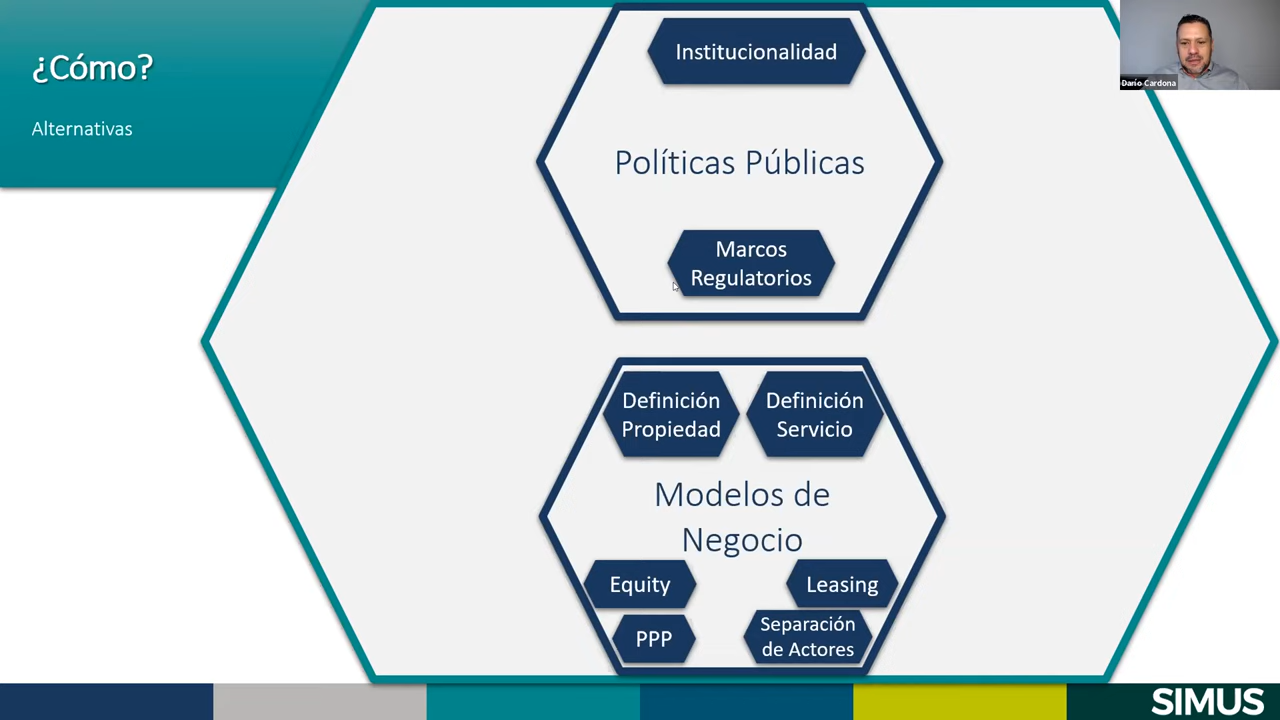 ¿Cómo?
Alternativas
Institucionalidad
Políticas Públicas
Marcos
Regulatorios
Definición
Propiedad
Definición
Servicio
Modelos de
Negocio
Equity
Leasing
PPP
Separación
de Actores
Darío Cardona
SIMUS